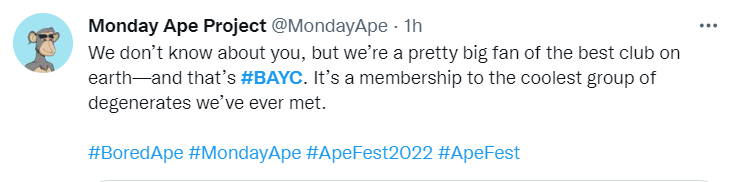 Monday Ape Project @MondayApe · 1h
We don’t know about you, but we’re a pretty big fan of the best club on
earth—and that’s #BAYC. It’s a membership to the coolest group of
degenerates we’ve ever met.
#BoredApe #MondayApe #ApeFest2022 #ApeFest